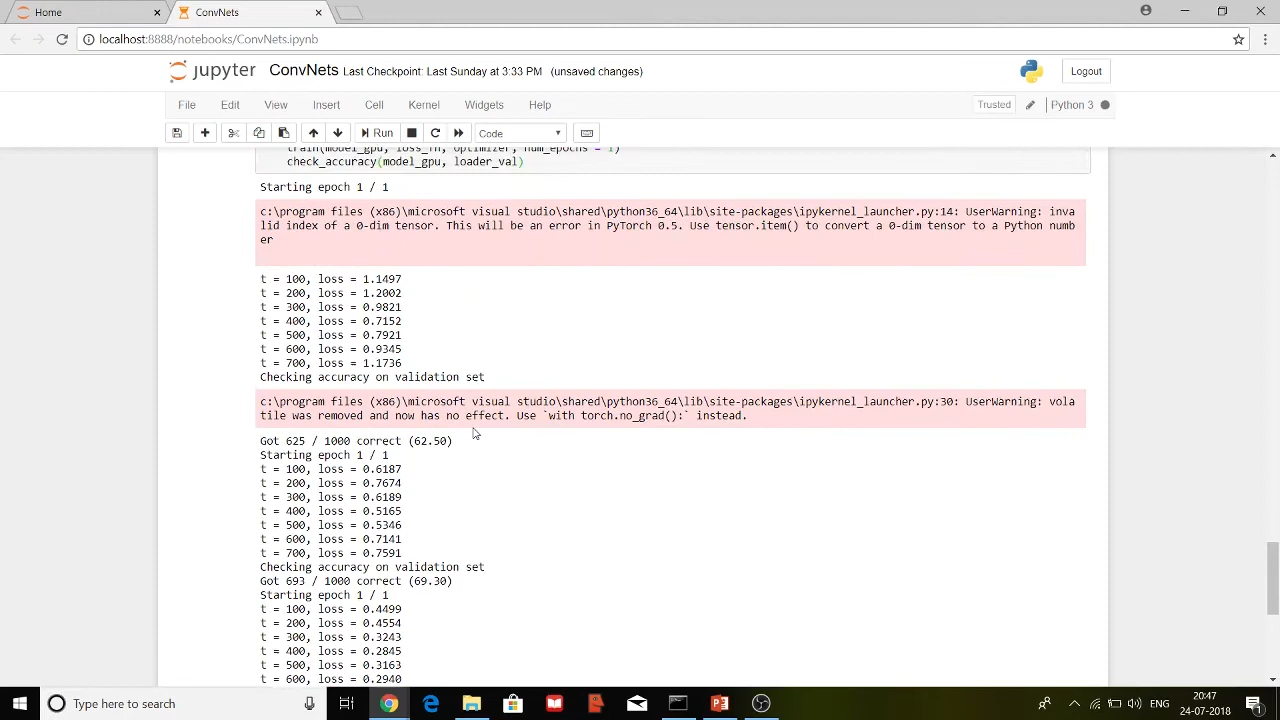 Home
ConvNets
localhost:8888/notebooks/ConvNets.ipynb
jupyter ConvNets Last Checkpoint: Last Sunday at 3:33 PM (unsaved changes)
Logout
File Edit View Insert Cell Kernel Widgets Help
Trusted Python 3
Run Code
train(model_gpu, loss_fn, optimizer, num_epochs = 1)
check_accuracy(model_gpu, loader_val)
Starting epoch 1 / 1
c:\program files (x86)\microsoft visual studio\shared\python36_64\lib\site-packages\ipykernel_launcher.py:14: UserWarning: inva
lid index of a 0-dim tensor. This will be an error in PyTorch 0.5. Use tensor.item() to convert a 0-dim tensor to a Python numb
er
t = 100, loss = 1.1497
t = 200, loss = 1.2002
t = 300, loss = 0.9821
t = 400, loss = 0.7152
t = 500, loss = 0.7921
t = 600, loss = 0.9345
t = 700, loss = 1.1736
Checking accuracy on validation set
c:\program files (x86)\microsoft visual studio\shared\python36_64\lib\site-packages\ipykernel_launcher.py:30: UserWarning: vola
tile was removed and now has no effect. Use `with torch.no_grad():` instead.
Got 625 / 1000 correct (62.50)
Starting epoch 1 / 1
t = 100, loss = 0.6187
t = 200, loss = 0.7674
t = 300, loss = 0.6189
t = 400, loss = 0.5165
t = 500, loss = 0.5346
t = 600, loss = 0.7141
t = 700, loss = 0.7591
Checking accuracy on validation set
Got 693 / 1000 correct (69.30)
Starting epoch 1 / 1
t = 100, loss = 0.4499
t = 200, loss = 0.4554
t = 300, loss = 0.3243
t = 400, loss = 0.2845
t = 500, loss = 0.3163
t = 600, loss = 0.2940
Type here to search
ENG
20:47
24-07-2018